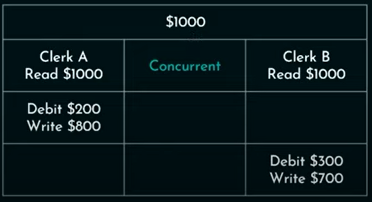 $1000
Clerk A
Read $1000
Concurrent
Clerk B
Read $1000
Debit $200
Write $800
Debit $300
Write $700